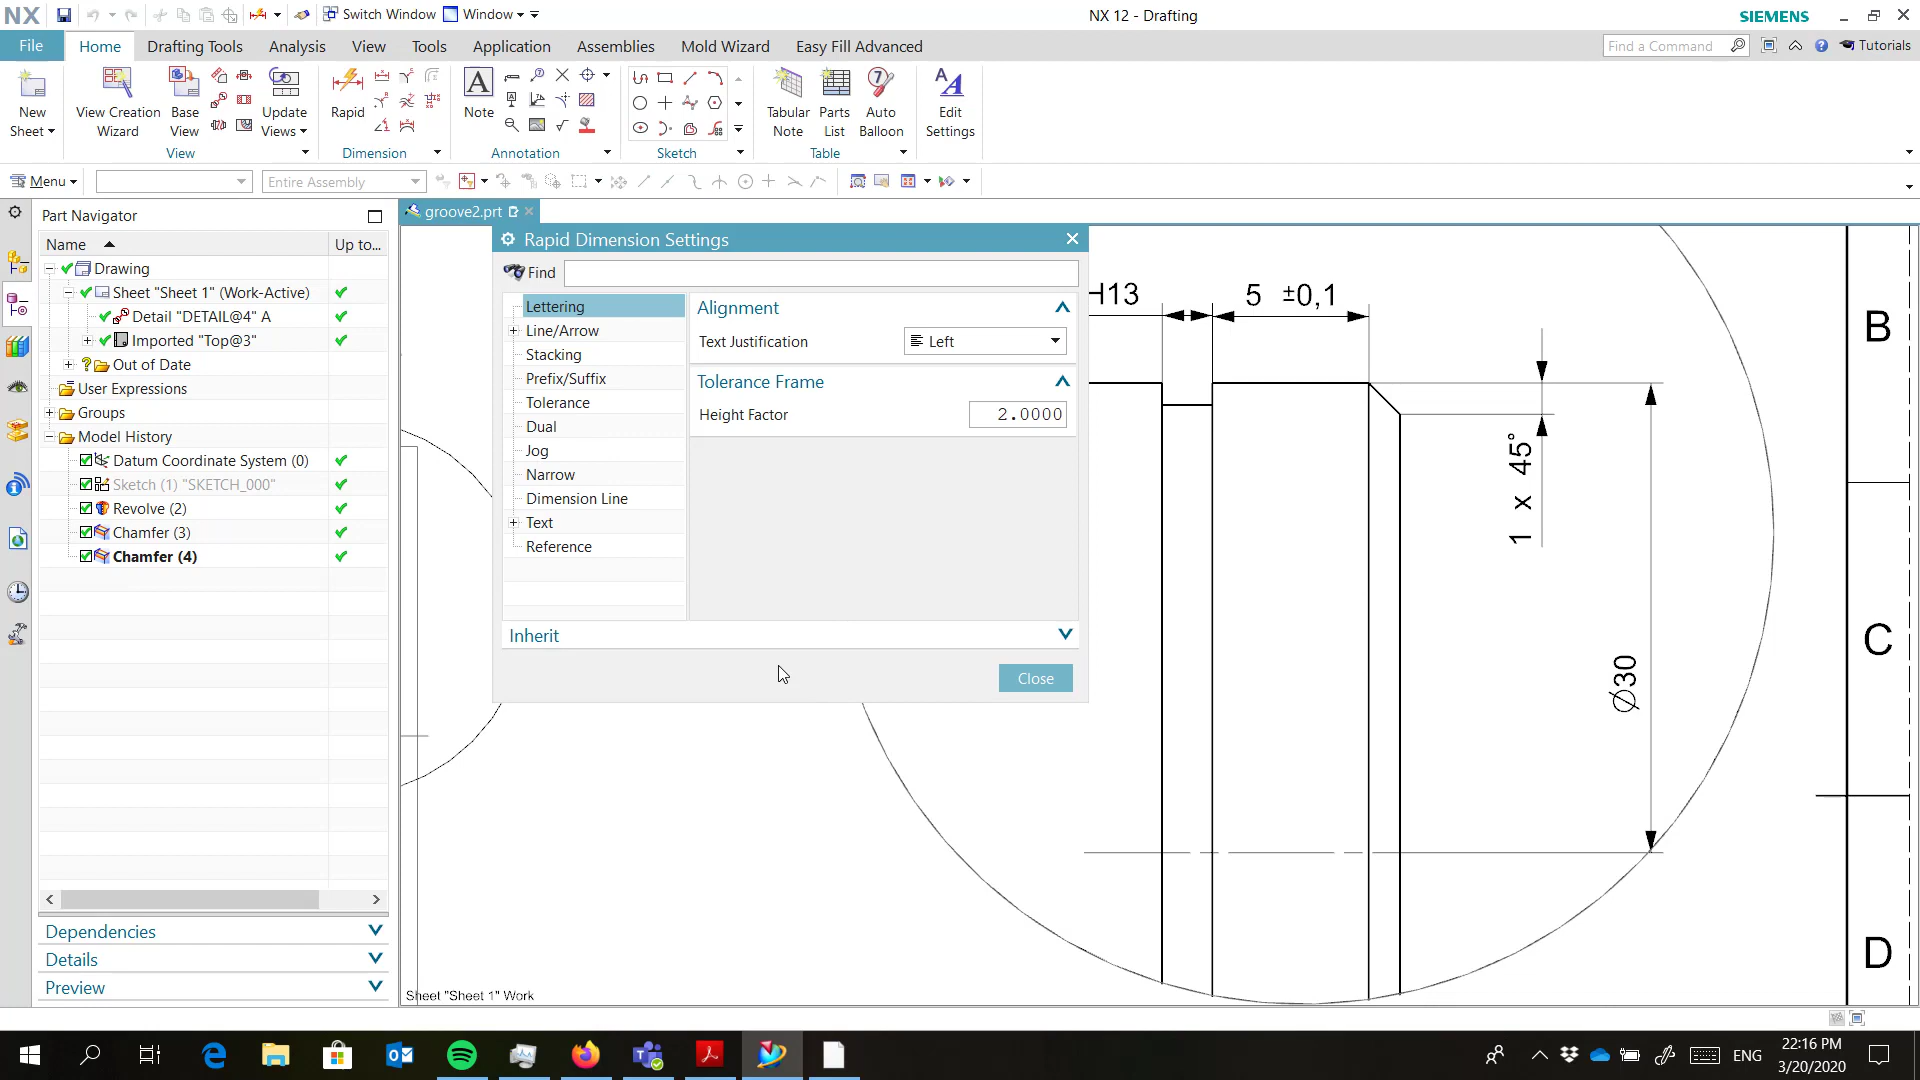 NX
Switch Window
Window
NX 12 - Drafting
SIEMENS
File
Home
Drafting Tools
Analysis
View
Tools
Application
Assemblies
Mold Wizard
Easy Fill Advanced
Find a Command
Tutorials
New
Sheet
View Creation
Wizard
Base
View
Update
Views
Rapid
Note
Tabular
Note
Parts
List
Auto
Balloon
Edit
Settings
View
Dimension
Annotation
Sketch
Table
Menu
Entire Assembly
Part Navigator
groove2.prt
Name
Up to...
Drawing
Sheet "Sheet 1" (Work-Active)
Detail "DETAIL@4" A
Imported "Top@3"
Out of Date
User Expressions
Groups
Model History
Datum Coordinate System (0)
Sketch (1) "SKETCH_000"
Revolve (2)
Chamfer (3)
Chamfer (4)
Dependencies
Details
Preview
Rapid Dimension Settings
Find
Lettering
Line/Arrow
Stacking
Prefix/Suffix
Tolerance
Dual
Jog
Narrow
Dimension Line
Text
Reference
Alignment
Text Justification
Left
Tolerance Frame
Height Factor
2.0000
Inherit
Close
H13
5 ±0,1
1 x 45°
Ø30
B
C
D
Sheet "Sheet 1" Work
ENG
22:16 PM
3/20/2020